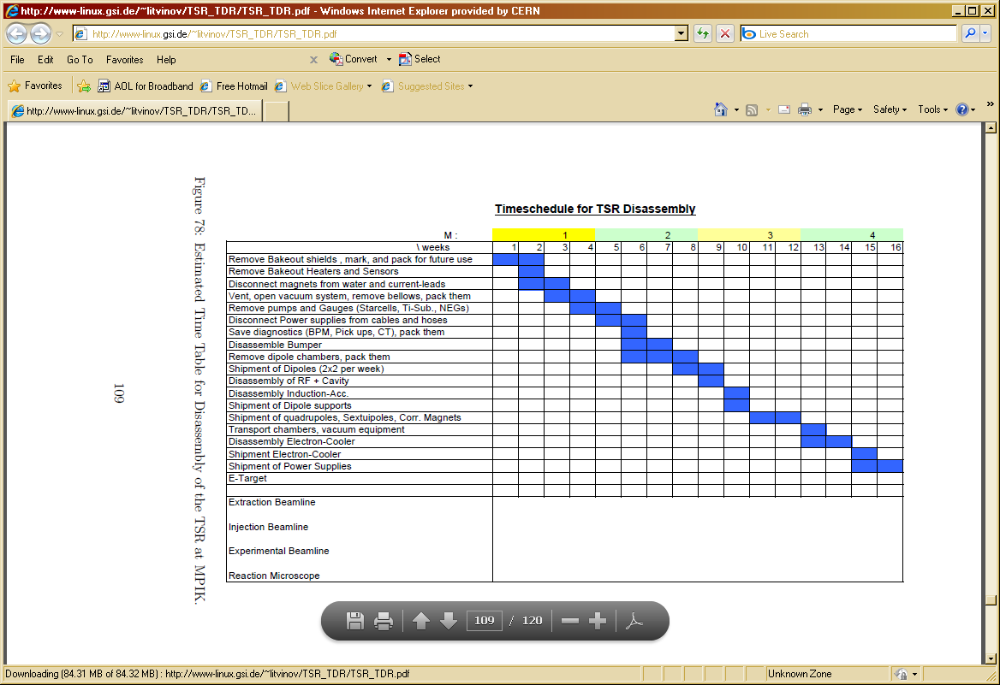 http://www-linux.gsi.de/~litvinov/TSR_TDR/TSR_TDR.pdf - Windows Internet Explorer provided by CERN
http://www-linux.gsi.de/~litvinov/TSR_TDR/TSR_TDR.pdf
Live Search
File Edit Go To Favorites Help
x Convert Select
Favorites AOL for Broadband Free Hotmail Web Slice Gallery Suggested Sites
http://www-linux.gsi.de/~litvinov/TSR_TDR/TSR_TD...
Page Safety Tools
Timeschedule for TSR Disassembly
M : 1 2 3 4
\ weeks 1 2 3 4 5 6 7 8 9 10 11 12 13 14 15 16
Remove Bakeout shields , mark, and pack for future use
Remove Bakeout Heaters and Sensors
Disconnect magnets from water and current-leads
Vent, open vacuum system, remove bellows, pack them
Remove pumps and Gauges (Starcells, Ti-Sub., NEGs)
Disconnect Power supplies from cables and hoses
Save diagnostics (BPM, Pick ups, CT), pack them
Disassemble Bumper
Remove dipole chambers, pack them
Shipment of Dipoles (2x2 per week)
Disassembly of RF + Cavity
Disassembly Induction-Acc.
Shipment of Dipole supports
Shipment of quadrupoles, Sextuipoles, Corr. Magnets
Transport chambers, vacuum equipment
Disassembly Electron-Cooler
Shipment Electron-Cooler
Shipment of Power Supplies
E-Target
Extraction Beamline
Injection Beamline
Experimental Beamline
Reaction Microscope
Figure 78: Estimated Time Table for Disassembly of the TSR at MPIK.
109
109 / 120
Downloading (84.31 MB of 84.32 MB) : http://www-linux.gsi.de/~litvinov/TSR_TDR/TSR_TDR.pdf
Unknown Zone